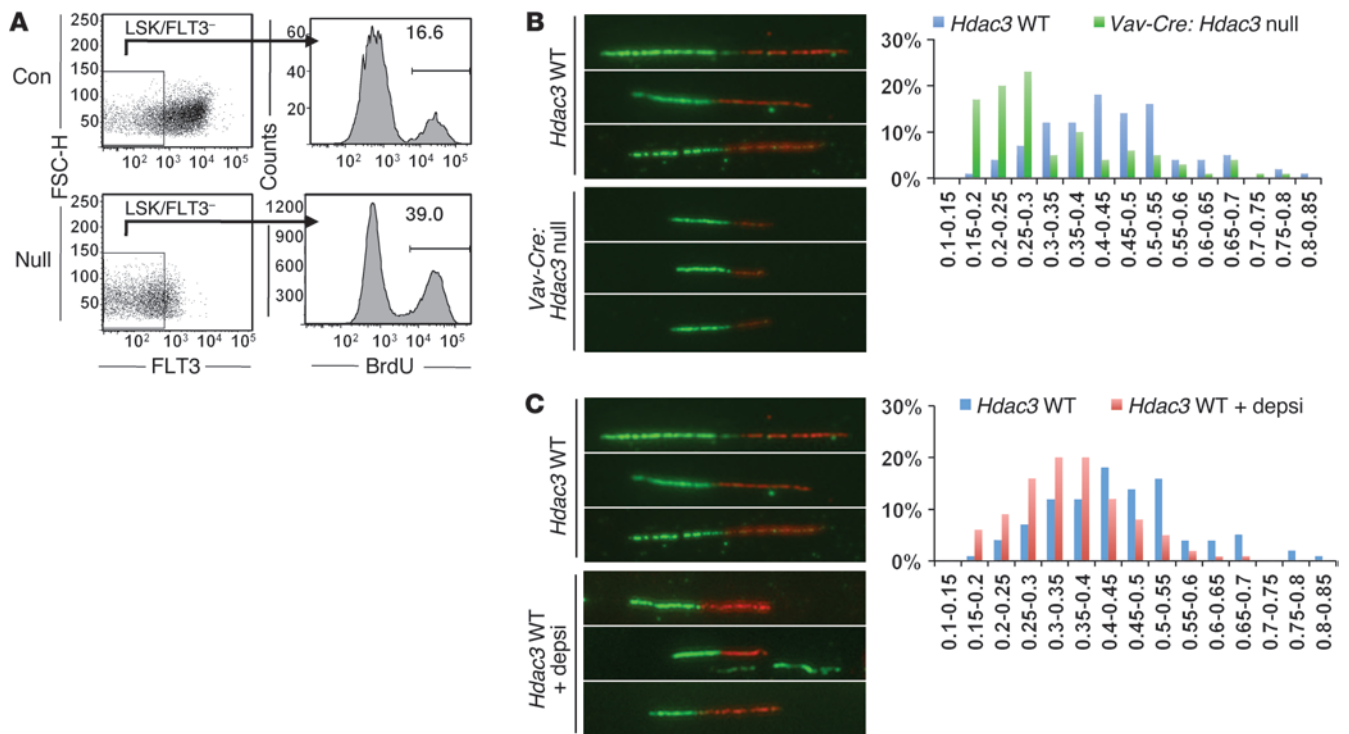 A
Con
Null
FSC-H
250
200
150
100
50
LSK/FLT3⁻
10² 10³ 10⁴ 10⁵
250
200
150
100
50
LSK/FLT3⁻
10² 10³ 10⁴ 10⁵
FLT3
Counts
60
40
20
16.6
10² 10³ 10⁴ 10⁵
1200
900
600
300
39.0
10² 10³ 10⁴ 10⁵
BrdU
B
Hdac3 WT
Vav-Cre:
Hdac3 null
Hdac3 WT
Vav-Cre: Hdac3 null
30%
20%
10%
0%
0.1-0.15
0.15-0.2
0.2-0.25
0.25-0.3
0.3-0.35
0.35-0.4
0.4-0.45
0.45-0.5
0.5-0.55
0.55-0.6
0.6-0.65
0.65-0.7
0.7-0.75
0.75-0.8
0.8-0.85
C
Hdac3 WT
Hdac3 WT
+ depsi
Hdac3 WT
Hdac3 WT + depsi
30%
20%
10%
0%
0.1-0.15
0.15-0.2
0.2-0.25
0.25-0.3
0.3-0.35
0.35-0.4
0.4-0.45
0.45-0.5
0.5-0.55
0.55-0.6
0.6-0.65
0.65-0.7
0.7-0.75
0.75-0.8
0.8-0.85